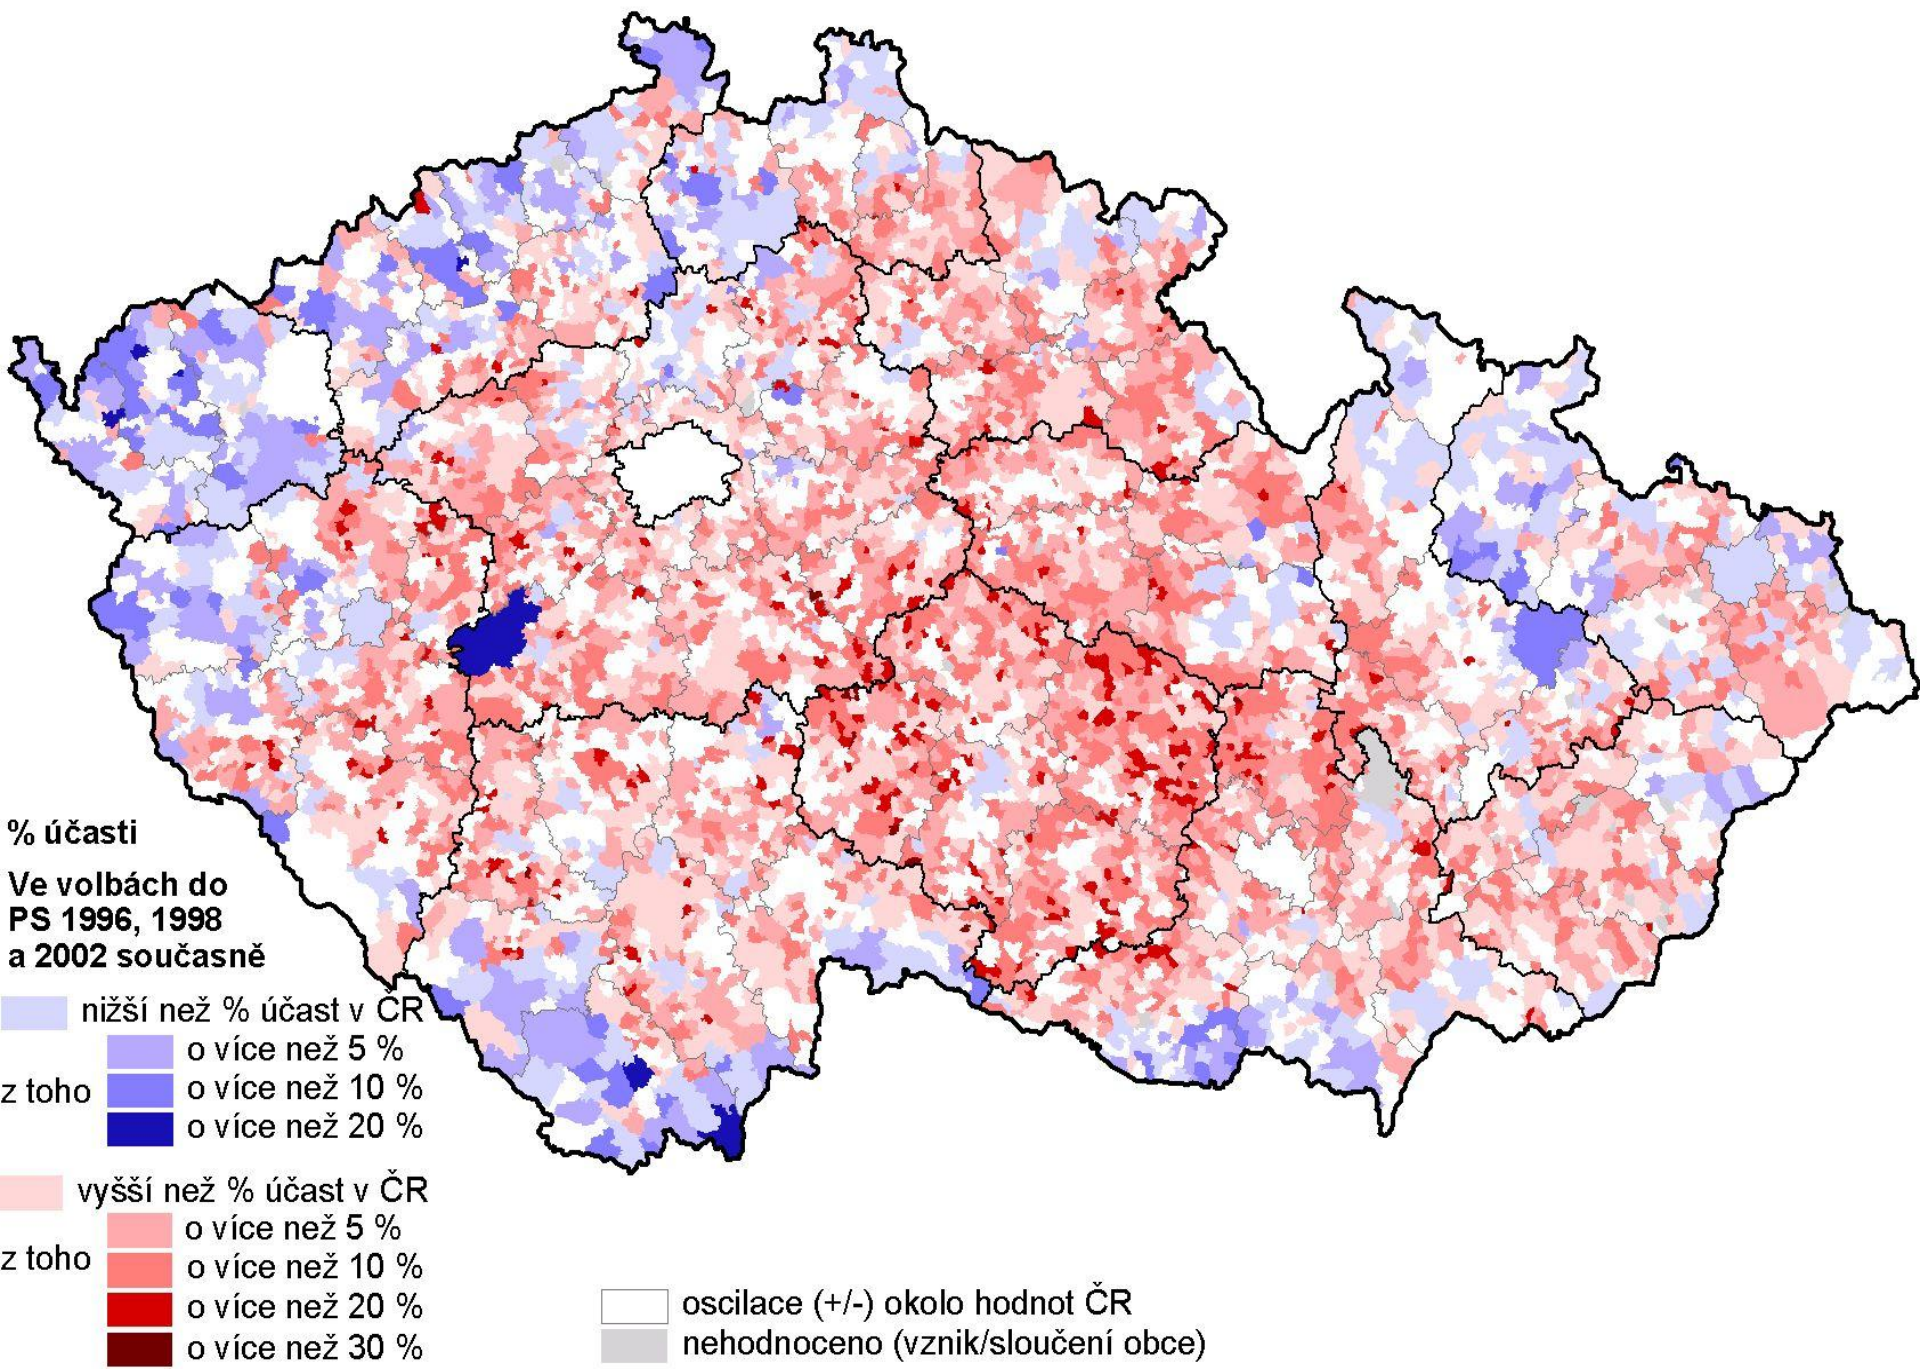 % účasti
Ve volbách do
PS 1996, 1998
a 2002 současně
nižší než % účast v ČR
o více než 5 %
z toho
o více než 10 %
o více než 20 %
vyšší než % účast v ČR
o více než 5 %
z toho
o více než 10 %
o více než 20 %
o více než 30 %
oscilace (+/-) okolo hodnot ČR
nehodnoceno (vznik/sloučení obce)